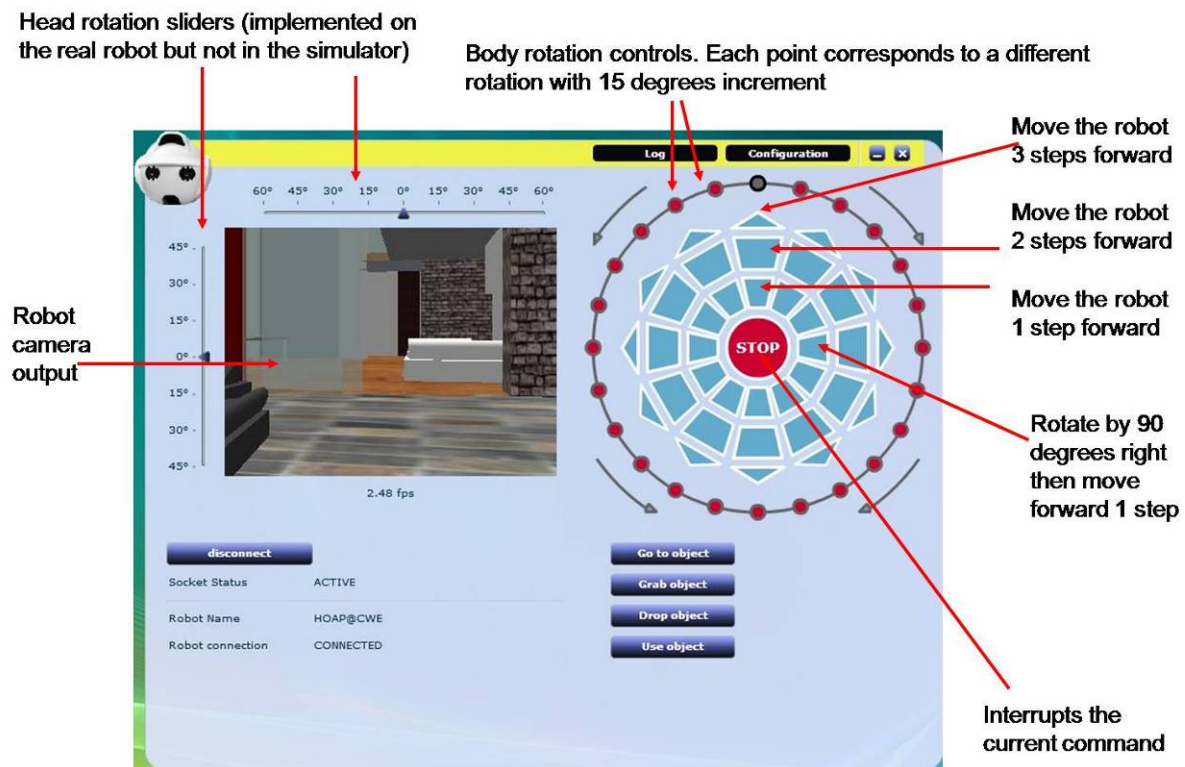 Head rotation sliders (implemented on
the real robot but not in the simulator)
Body rotation controls. Each point corresponds to a different
rotation with 15 degrees increment
Move the robot
3 steps forward
Move the robot
2 steps forward
Move the robot
1 step forward
Rotate by 90
degrees right
then move
forward 1 step
Interrupts the
current command
Robot
camera
output
Log
Configuration
60° 45° 30° 15° 0° 15° 30° 45° 60°
45°
30°
15°
0°
15°
30°
45°
2.48 fps
STOP
disconnect
Socket Status ACTIVE
Robot Name HOAP@CWE
Robot connection CONNECTED
Go to object
Grab object
Drop object
Use object